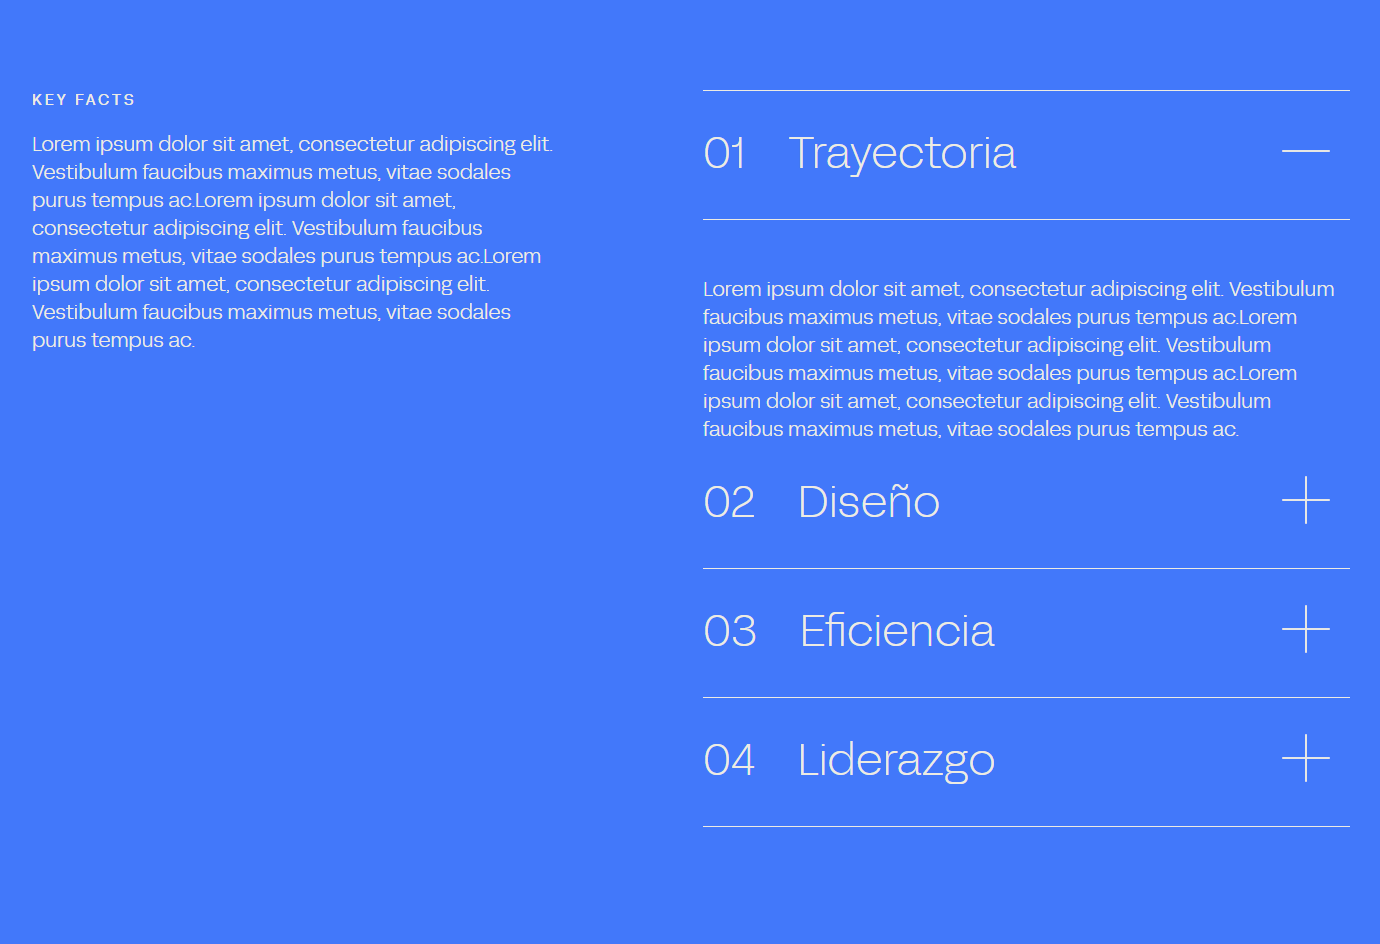 KEY FACTS
Lorem ipsum dolor sit amet, consectetur adipiscing elit.
Vestibulum faucibus maximus metus, vitae sodales
purus tempus ac.Lorem ipsum dolor sit amet,
consectetur adipiscing elit. Vestibulum faucibus
maximus metus, vitae sodales purus tempus ac.Lorem
ipsum dolor sit amet, consectetur adipiscing elit.
Vestibulum faucibus maximus metus, vitae sodales
purus tempus ac.
01 Trayectoria
Lorem ipsum dolor sit amet, consectetur adipiscing elit. Vestibulum
faucibus maximus metus, vitae sodales purus tempus ac.Lorem
ipsum dolor sit amet, consectetur adipiscing elit. Vestibulum
faucibus maximus metus, vitae sodales purus tempus ac.Lorem
ipsum dolor sit amet, consectetur adipiscing elit. Vestibulum
faucibus maximus metus, vitae sodales purus tempus ac.
02 Diseño
03 Eficiencia
04 Liderazgo